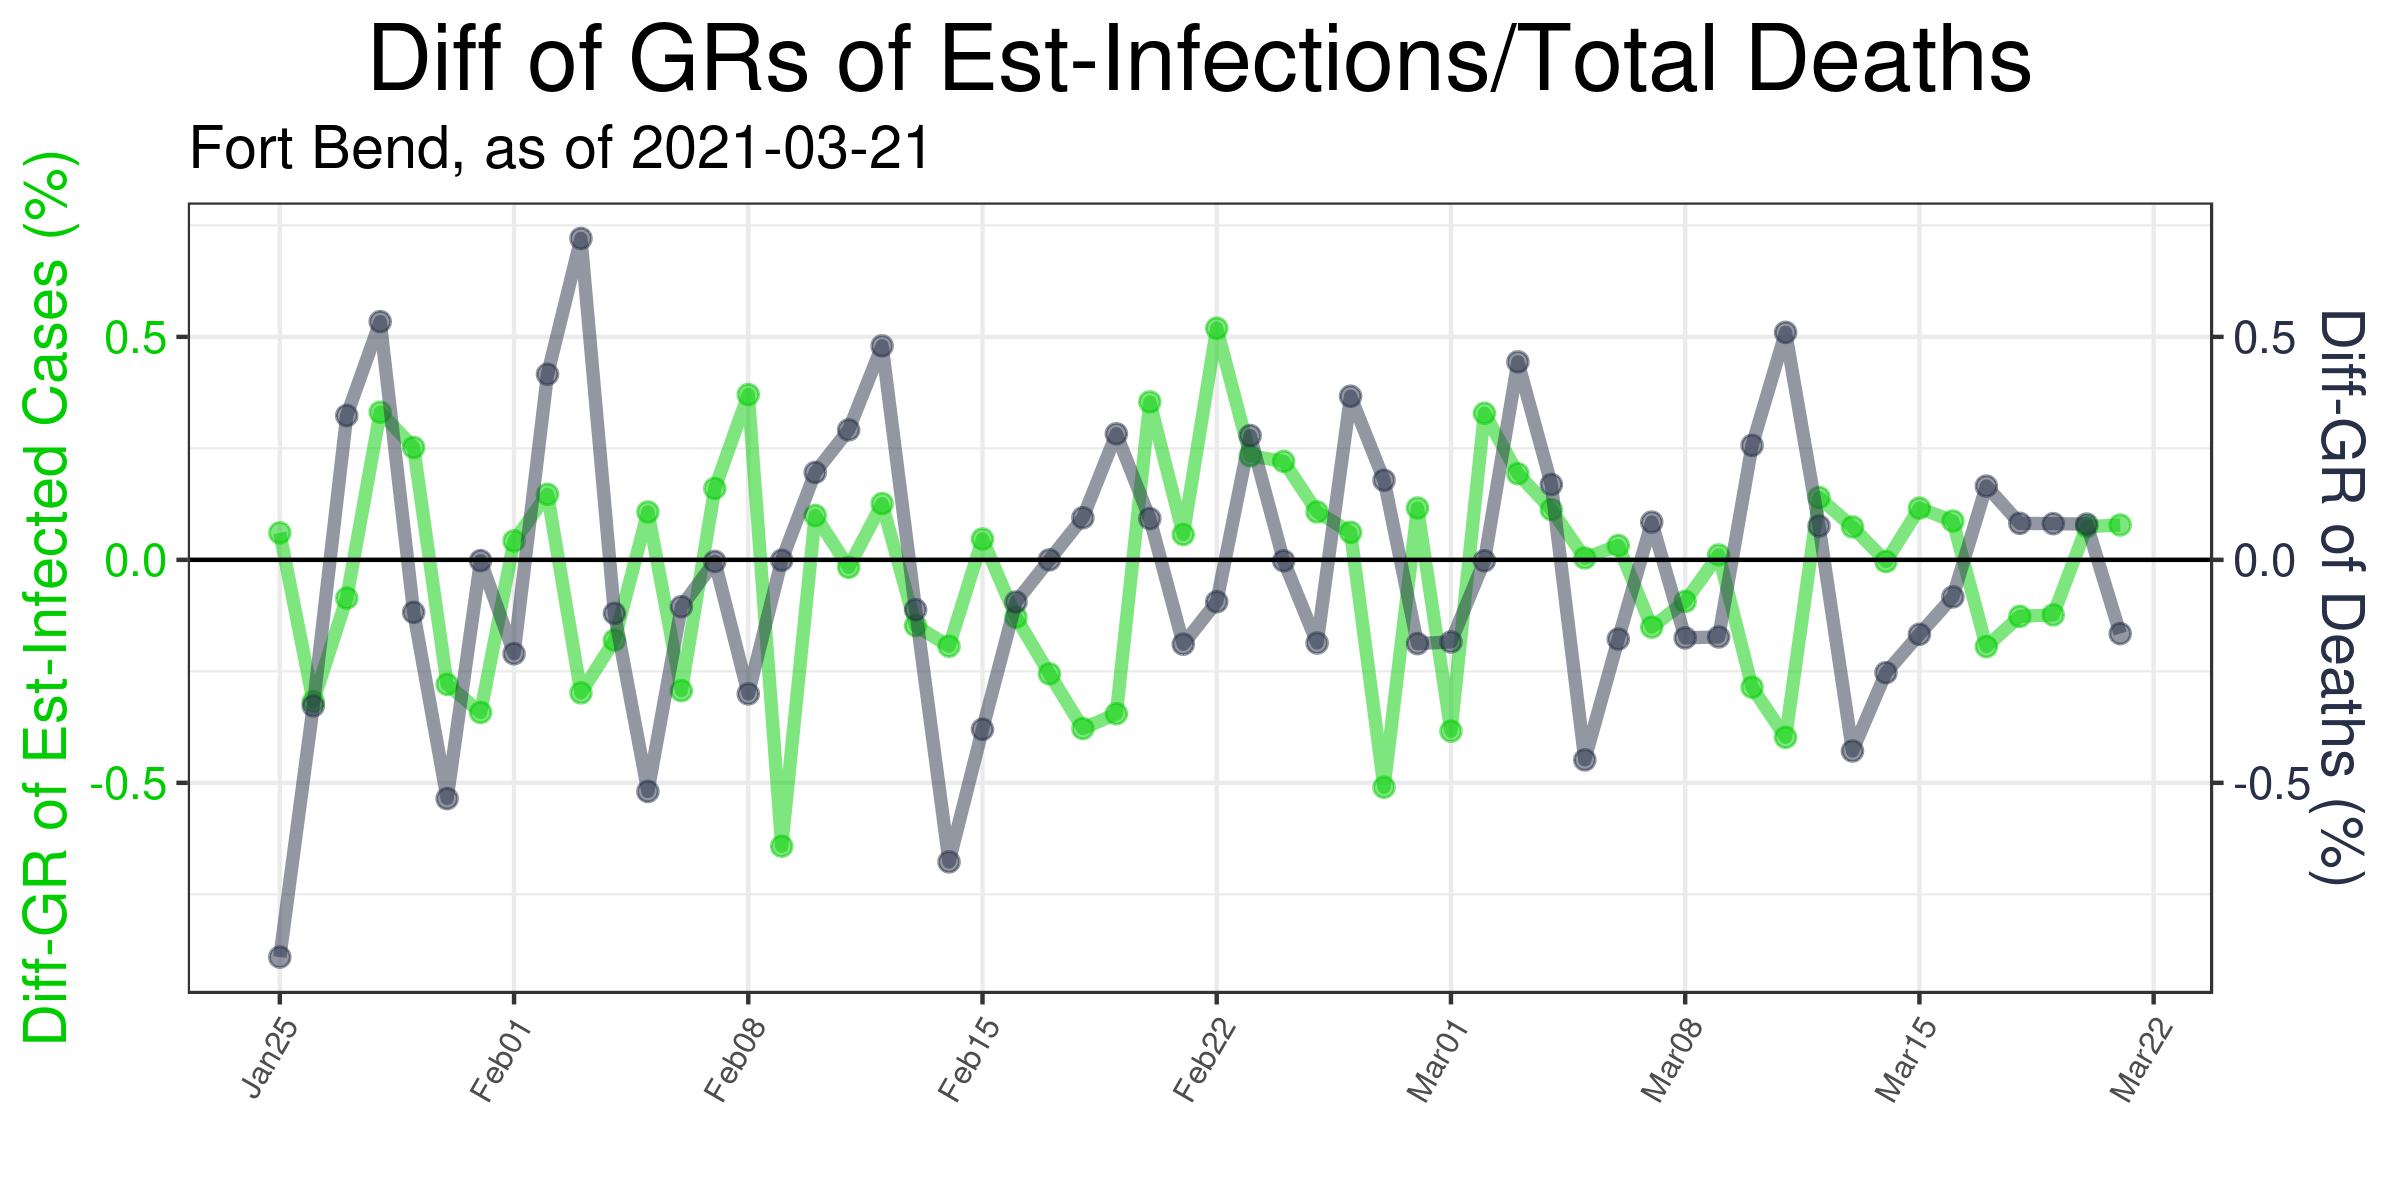 Diff of GRs of Est-Infections/Total Deaths
Fort Bend, as of 2021-03-21
Diff-GR of Est-Infected Cases (%)
0.5
0.0
-0.5
0.5
0.0
-0.5
Diff-GR of Deaths (%)
Jan25
Feb01
Feb08
Feb15
Feb22
Mar01
Mar08
Mar15
Mar22